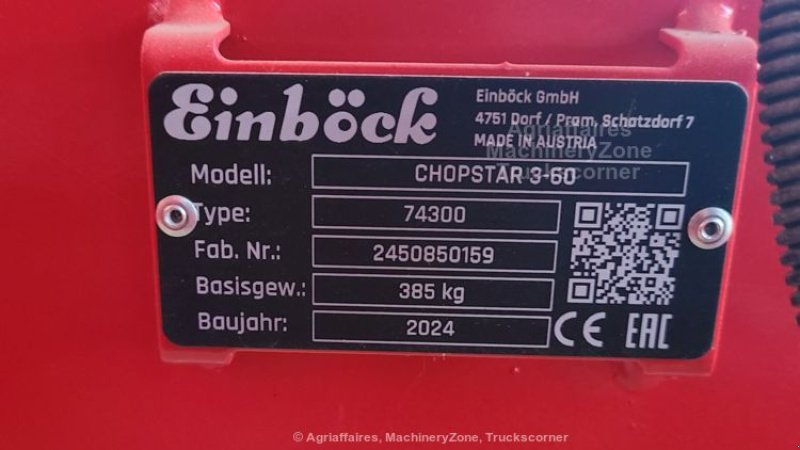 Einböck
Einböck GmbH
4751 Dorf / Pram, Schatzdorf 7
MADE IN AUSTRIA
Agriaffaires
MachineryZone
Truckscorner
Modell: CHOPSTAR 3-60
Type: 74300
Fab. Nr.: 2450850159
Basisgew.: 385 kg
Baujahr: 2024
CE EAC
© Agriaffaires, MachineryZone, Truckscorner